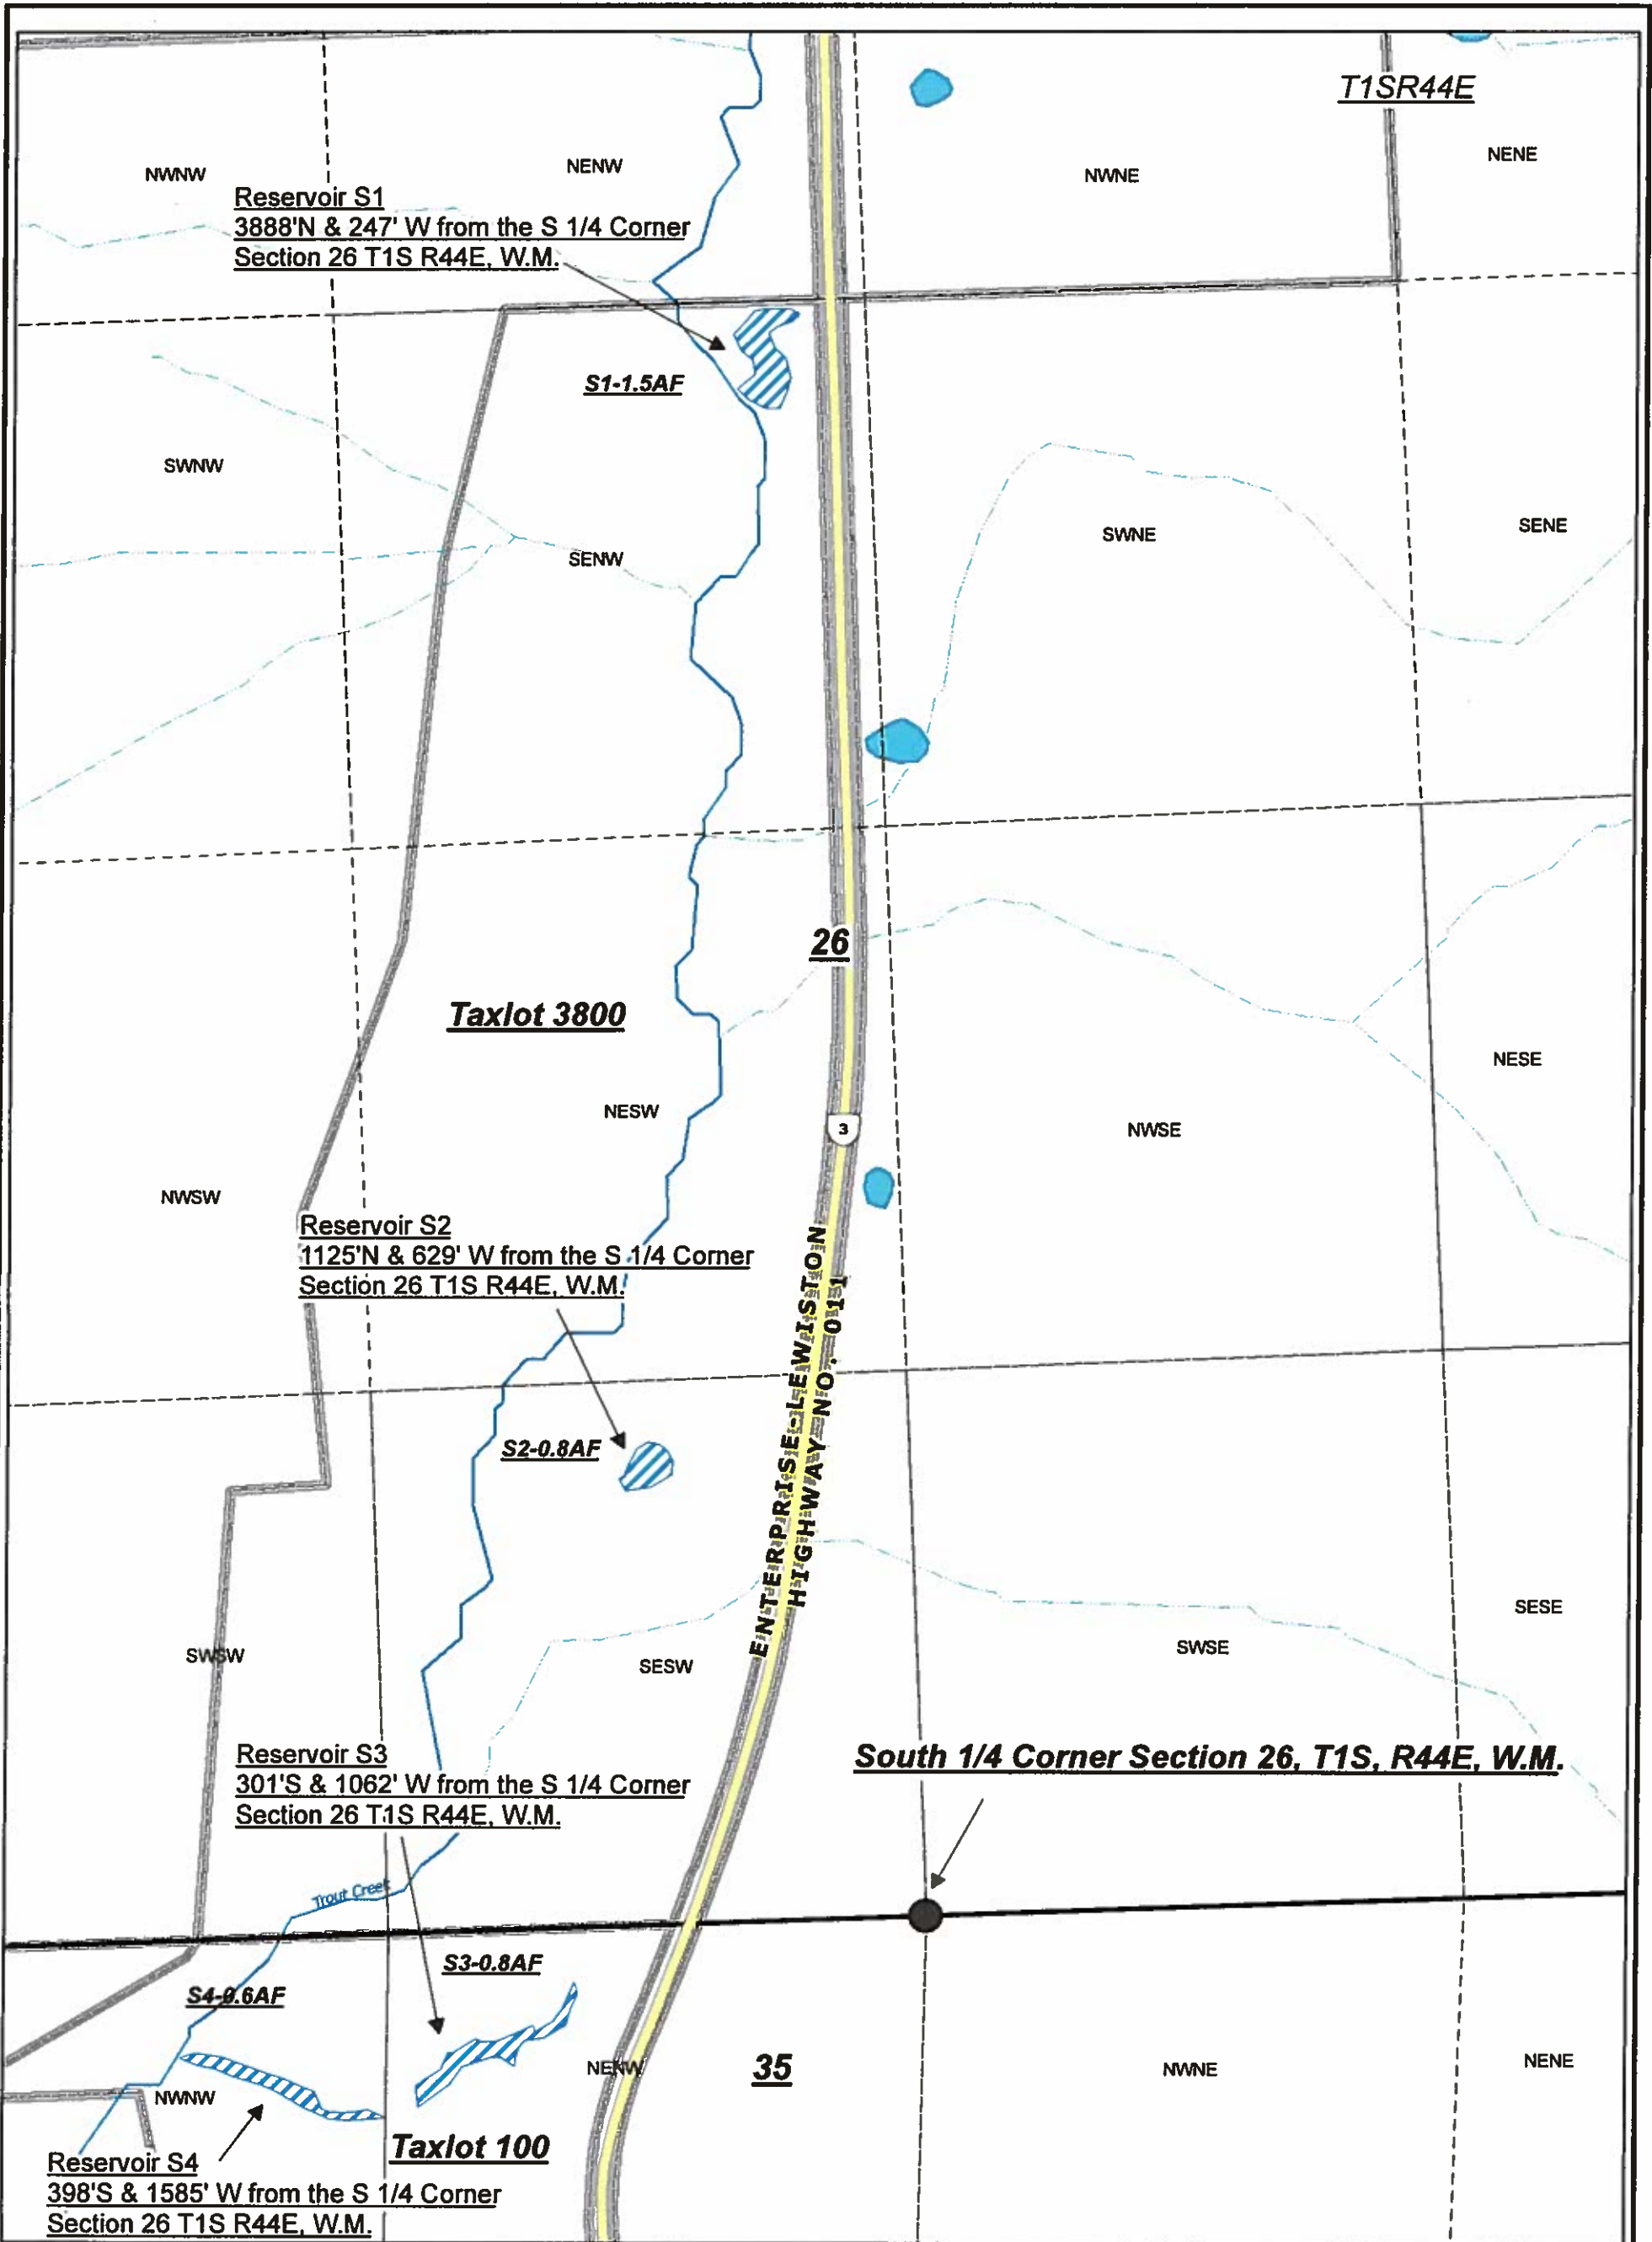 T1SR44E
NWNW
NENW
NWNE
NENE
Reservoir S1
3888'N & 247' W from the S 1/4 Corner
Section 26 T1S R44E, W.M.
S1-1.5AF
SWNW
SENW
SWNE
SENE
26
Taxlot 3800
NESW
3
NWSE
NESE
NWSW
Reservoir S2
1125'N & 629' W from the S 1/4 Corner
Section 26 T1S R44E, W.M.
ENTERPRISE-LEWISTON
HIGHWAY NO. 011
S2-0.8AF
SWSW
SESW
SWSE
SESE
Reservoir S3
301'S & 1062' W from the S 1/4 Corner
Section 26 T1S R44E, W.M.
South 1/4 Corner Section 26, T1S, R44E, W.M.
Trout Creek
S3-0.8AF
S4-0.6AF
NENW
35
NWNE
NENE
NWNW
Taxlot 100
Reservoir S4
398'S & 1585' W from the S 1/4 Corner
Section 26 T1S R44E, W.M.